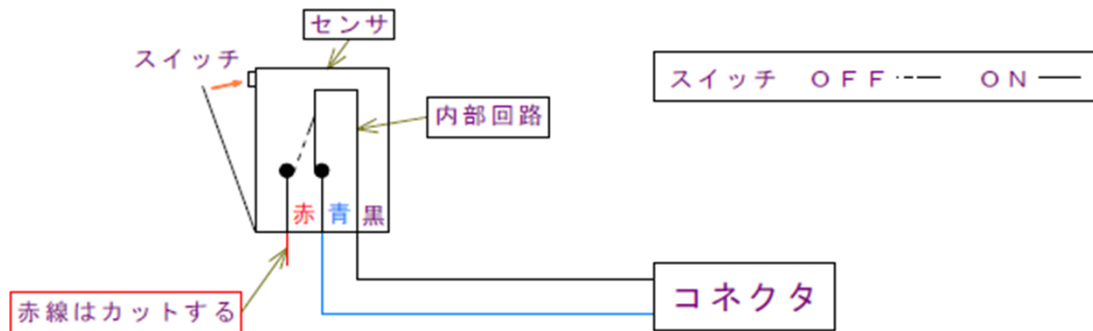 センサ
スイッチ
スイッチ OFF ON
内部回路
赤 青 黒
赤線はカットする
コネクタ